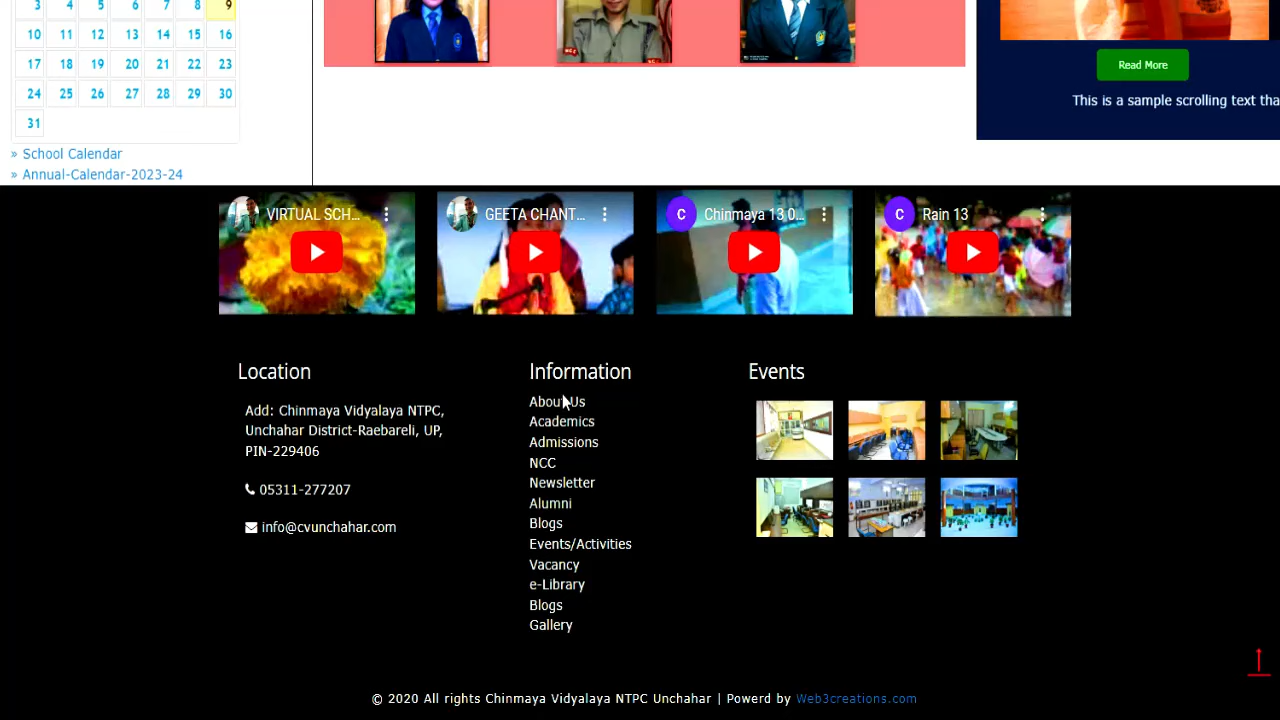 3 4 5 6 7 8 9
10 11 12 13 14 15 16
17 18 19 20 21 22 23
24 25 26 27 28 29 30
31
» School Calendar
» Annual-Calendar-2023-24
Read More
This is a sample scrolling text tha
VIRTUAL SCH...
GEETA CHANT...
C Chinmaya 13 0...
C Rain 13
Location
Add: Chinmaya Vidyalaya NTPC,
Unchahar District-Raebareli, UP,
PIN-229406
05311-277207
info@cvunchahar.com
Information
About Us
Academics
Admissions
NCC
Newsletter
Alumni
Blogs
Events/Activities
Vacancy
e-Library
Blogs
Gallery
Events
© 2020 All rights Chinmaya Vidyalaya NTPC Unchahar | Powerd by Web3creations.com